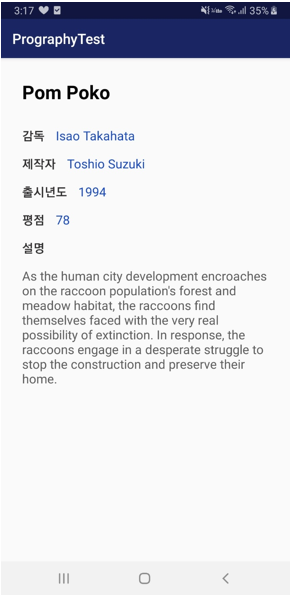 3:17 35%
PrographyTest
Pom Poko
감독 Isao Takahata
제작자 Toshio Suzuki
출시년도 1994
평점 78
설명
As the human city development encroaches
on the raccoon population's forest and
meadow habitat, the raccoons find
themselves faced with the very real
possibility of extinction. In response, the
raccoons engage in a desperate struggle to
stop the construction and preserve their
home.